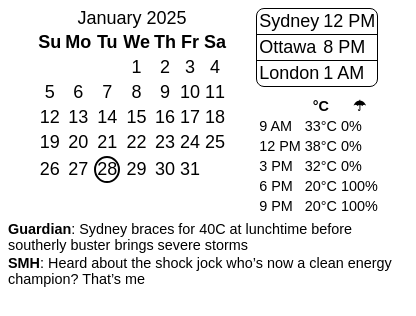 January 2025
Su Mo Tu We Th Fr Sa
1 2 3 4
5 6 7 8 9 10 11
12 13 14 15 16 17 18
19 20 21 22 23 24 25
26 27 28 29 30 31
Sydney 12 PM
Ottawa 8 PM
London 1 AM
°C ☂
9 AM 33°C 0%
12 PM 38°C 0%
3 PM 32°C 0%
6 PM 20°C 100%
9 PM 20°C 100%
Guardian: Sydney braces for 40C at lunchtime before
southerly buster brings severe storms
SMH: Heard about the shock jock who’s now a clean energy
champion? That’s me